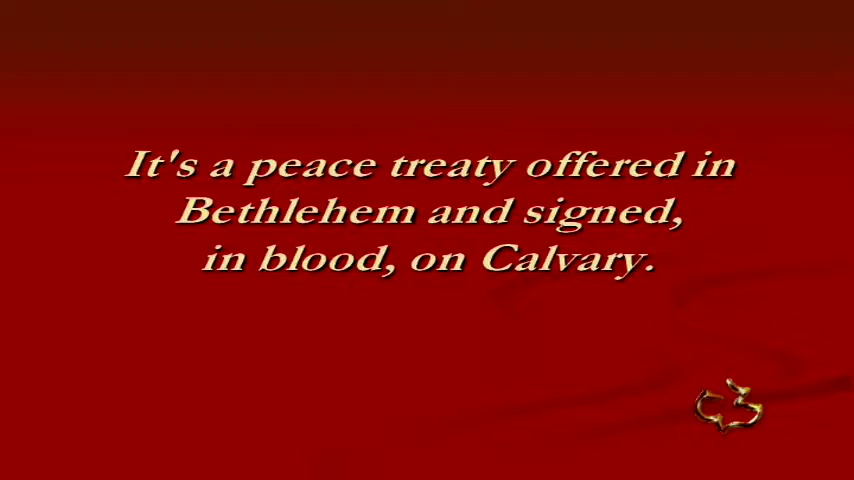 It's a peace treaty offered in
Bethlehem and signed,
in blood, on Calvary.